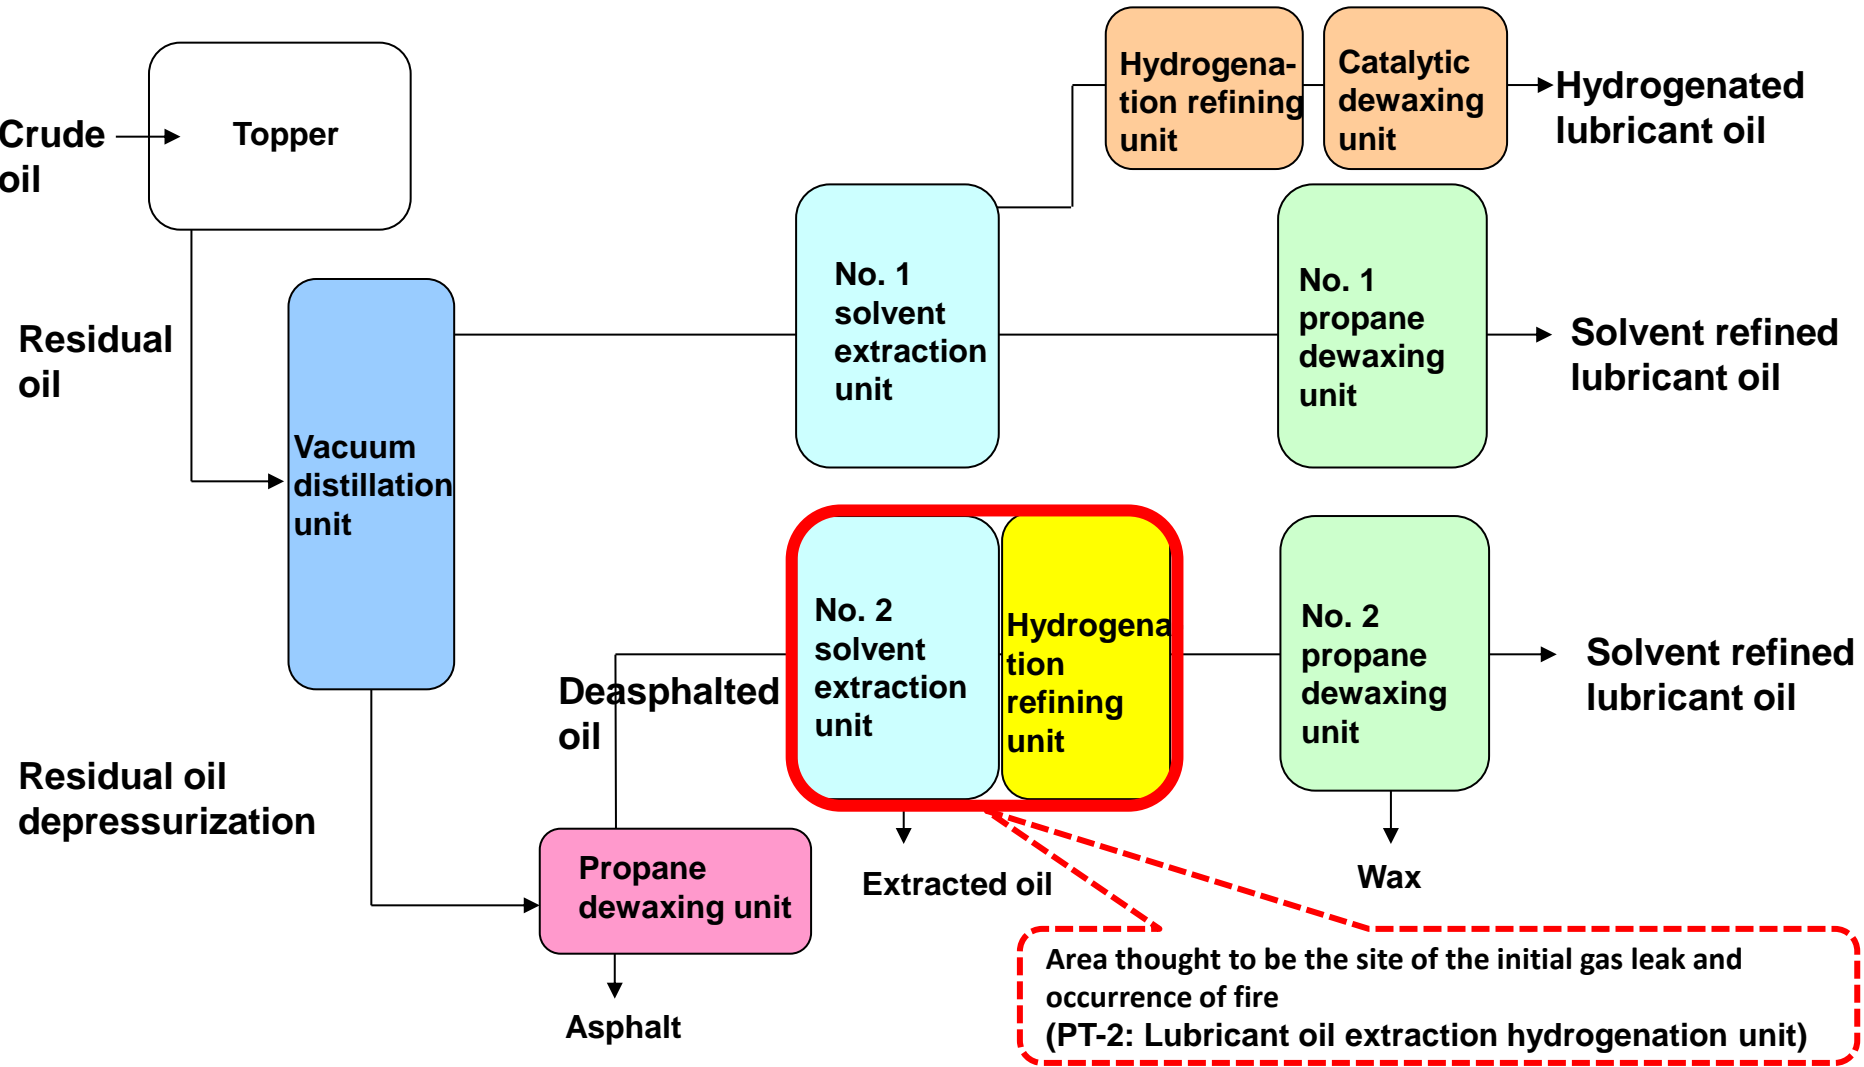 Crude
oil
Topper
Hydrogena-
tion refining
unit
Catalytic
dewaxing
unit
Hydrogenated
lubricant oil
Residual
oil
Vacuum
distillation
unit
No. 1
solvent
extraction
unit
No. 1
propane
dewaxing
unit
Solvent refined
lubricant oil
Deasphalted
oil
No. 2
solvent
extraction
unit
Hydrogena
tion
refining
unit
No. 2
propane
dewaxing
unit
Solvent refined
lubricant oil
Residual oil
depressurization
Propane
dewaxing unit
Extracted oil
Wax
Asphalt
Area thought to be the site of the initial gas leak and
occurrence of fire
(PT-2: Lubricant oil extraction hydrogenation unit)